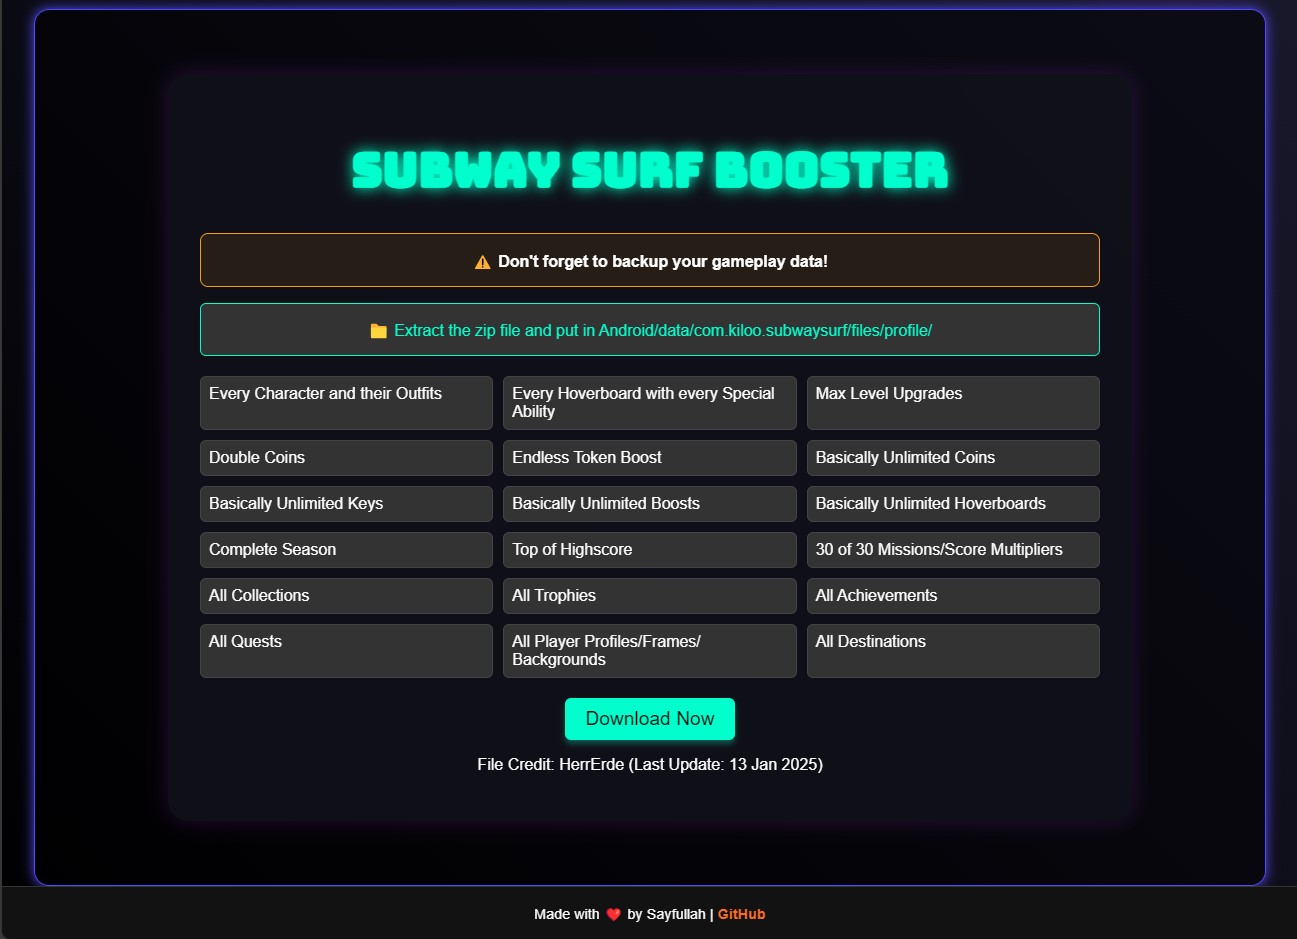 SUBWAY SURF BOOSTER
⚠️ Don't forget to backup your gameplay data!
📁 Extract the zip file and put in Android/data/com.kiloo.subwaysurf/files/profile/
Every Character and their Outfits
Every Hoverboard with every Special
Ability
Max Level Upgrades
Double Coins
Endless Token Boost
Basically Unlimited Coins
Basically Unlimited Keys
Basically Unlimited Boosts
Basically Unlimited Hoverboards
Complete Season
Top of Highscore
30 of 30 Missions/Score Multipliers
All Collections
All Trophies
All Achievements
All Quests
All Player Profiles/Frames/
Backgrounds
All Destinations
Download Now
File Credit: HerrErde (Last Update: 13 Jan 2025)
Made with ❤️ by Sayfullah | GitHub